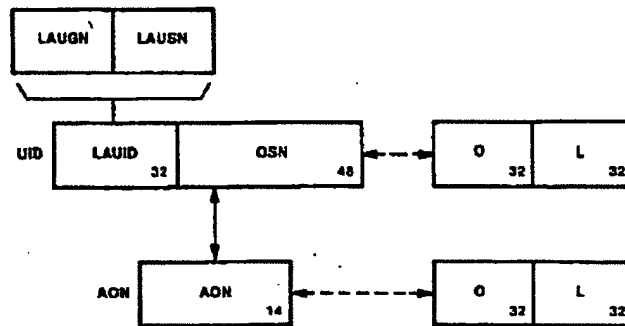 LAUGN LAUSN
UID LAUID 32 OSN 48 O 32 L 32
AON AON 14 O 32 L 32